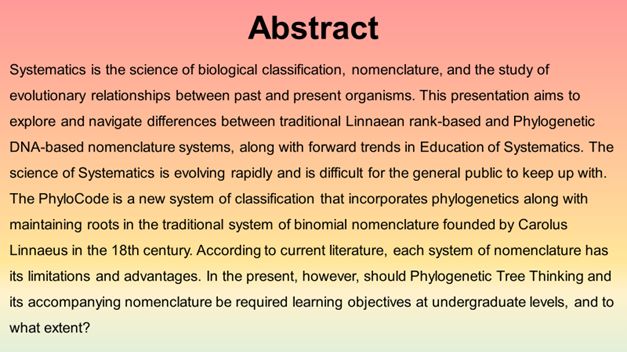 Abstract
Systematics is the science of biological classification, nomenclature, and the study of
evolutionary relationships between past and present organisms. This presentation aims to
explore and navigate differences between traditional Linnaean rank-based and Phylogenetic
DNA-based nomenclature systems, along with forward trends in Education of Systematics. The
science of Systematics is evolving rapidly and is difficult for the general public to keep up with.
The PhyloCode is a new system of classification that incorporates phylogenetics along with
maintaining roots in the traditional system of binomial nomenclature founded by Carolus
Linnaeus in the 18th century. According to current literature, each system of nomenclature has
its limitations and advantages. In the present, however, should Phylogenetic Tree Thinking and
its accompanying nomenclature be required learning objectives at undergraduate levels, and to
what extent?